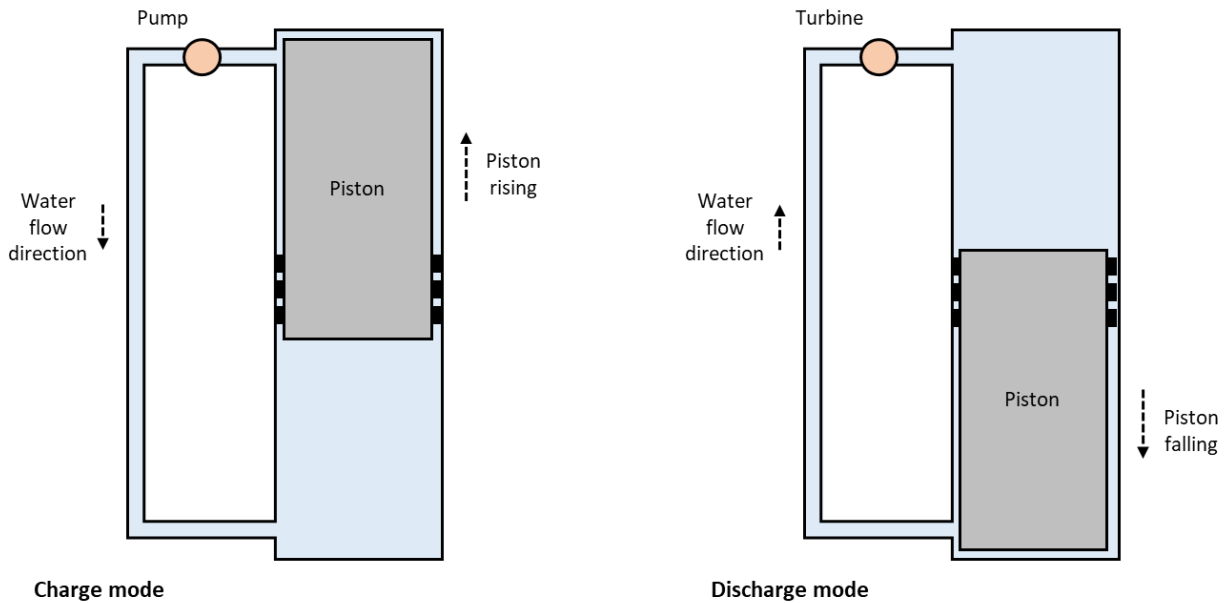 Pump
Piston
Piston
rising
Water
flow
direction
Charge mode
Turbine
Water
flow
direction
Piston
Piston
falling
Discharge mode